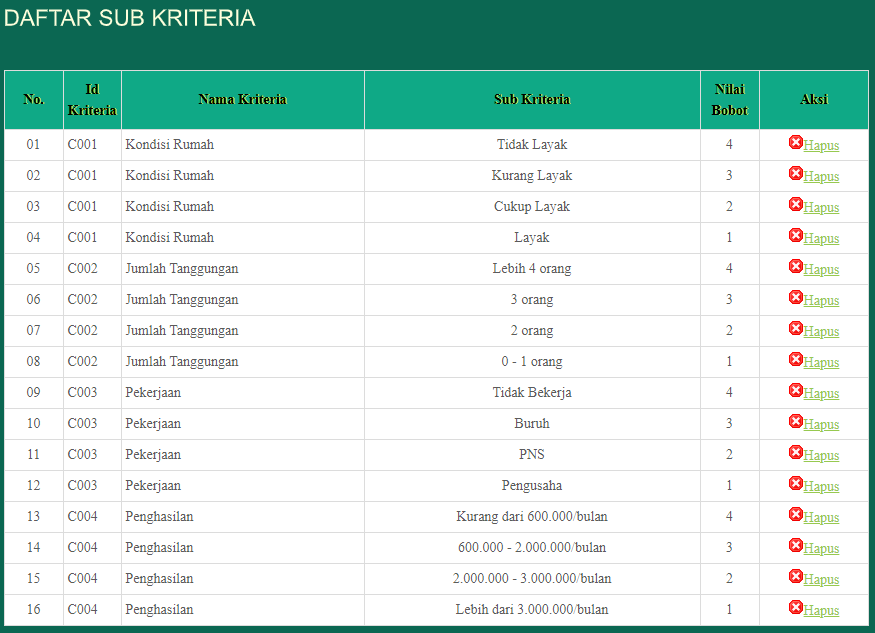 DAFTAR SUB KRITERIA
No. Id Kriteria Nama Kriteria Sub Kriteria Nilai Bobot Aksi
01 C001 Kondisi Rumah Tidak Layak 4 Hapus
02 C001 Kondisi Rumah Kurang Layak 3 Hapus
03 C001 Kondisi Rumah Cukup Layak 2 Hapus
04 C001 Kondisi Rumah Layak 1 Hapus
05 C002 Jumlah Tanggungan Lebih 4 orang 4 Hapus
06 C002 Jumlah Tanggungan 3 orang 3 Hapus
07 C002 Jumlah Tanggungan 2 orang 2 Hapus
08 C002 Jumlah Tanggungan 0 - 1 orang 1 Hapus
09 C003 Pekerjaan Tidak Bekerja 4 Hapus
10 C003 Pekerjaan Buruh 3 Hapus
11 C003 Pekerjaan PNS 2 Hapus
12 C003 Pekerjaan Pengusaha 1 Hapus
13 C004 Penghasilan Kurang dari 600.000/bulan 4 Hapus
14 C004 Penghasilan 600.000 - 2.000.000/bulan 3 Hapus
15 C004 Penghasilan 2.000.000 - 3.000.000/bulan 2 Hapus
16 C004 Penghasilan Lebih dari 3.000.000/bulan 1 Hapus